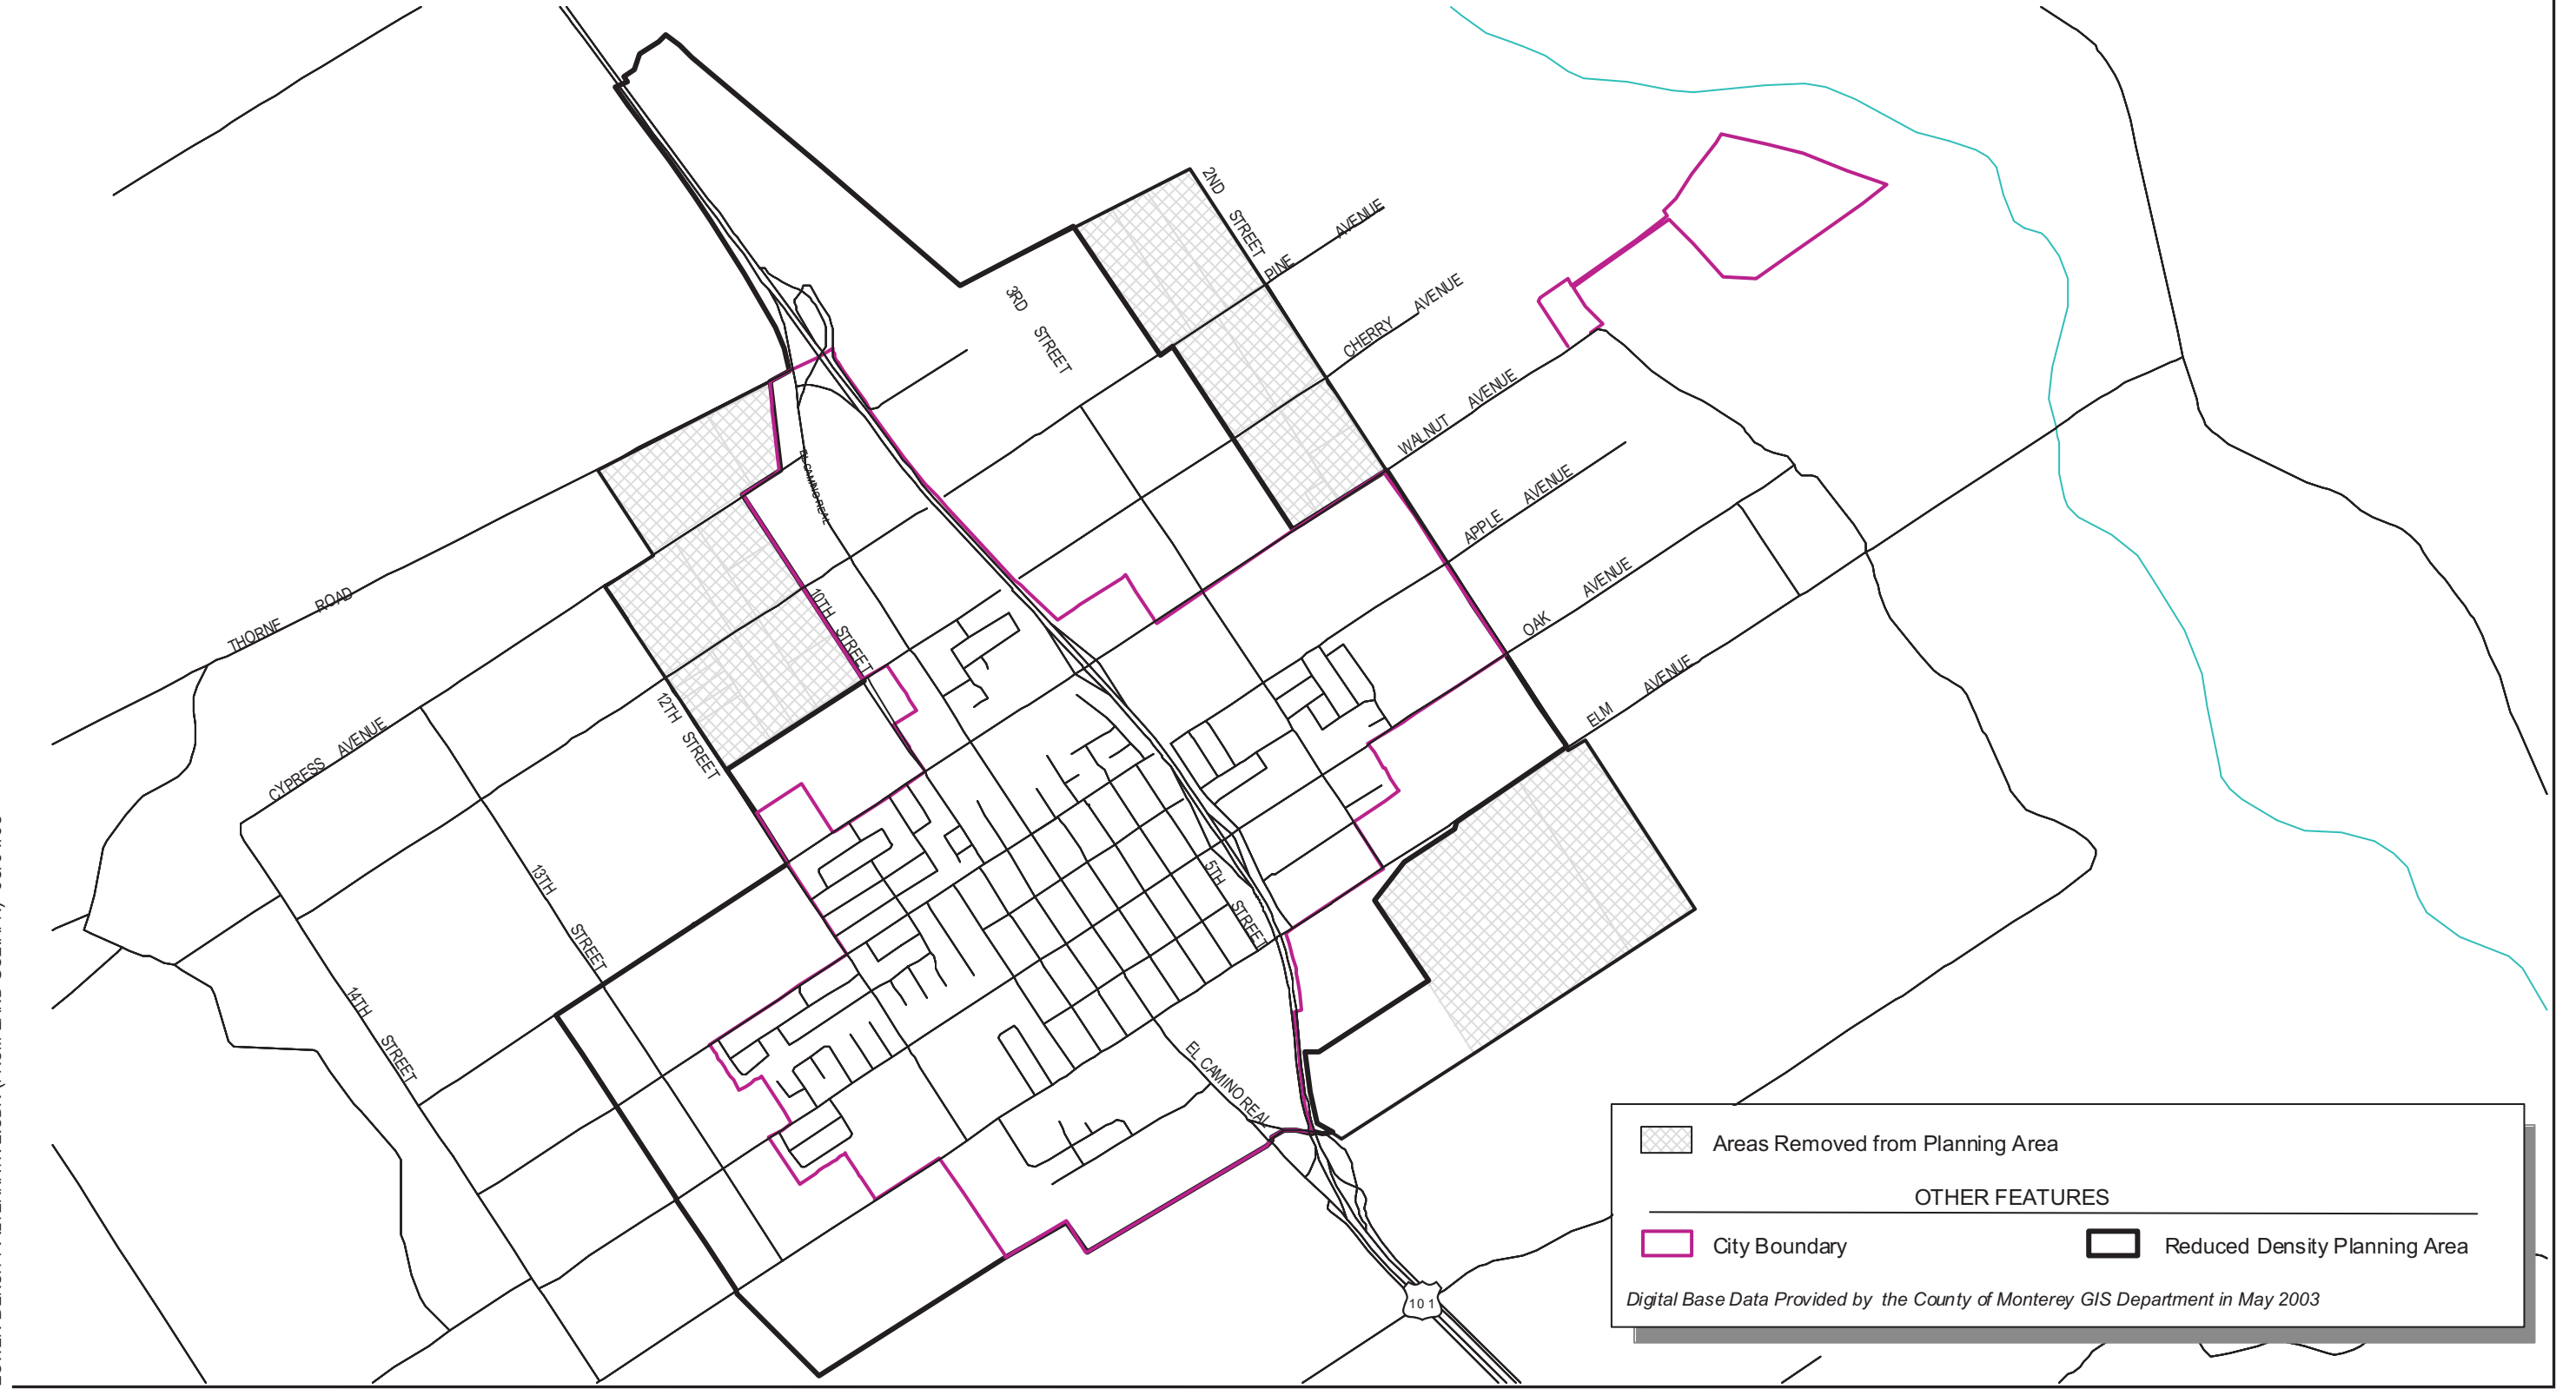 2ND STREET
PINE AVENUE
3RD STREET
CHERRY AVENUE
WALNUT AVENUE
EL CAMINO REAL
APPLE AVENUE
THORNE ROAD
10TH STREET
OAK AVENUE
12TH STREET
ELM AVENUE
CYPRESS AVENUE
13TH STREET
5TH STREET
14TH STREET
EL CAMINO REAL
Areas Removed from Planning Area
OTHER FEATURES
City Boundary
Reduced Density Planning Area
Digital Base Data Provided by the County of Monterey GIS Department in May 2003
101